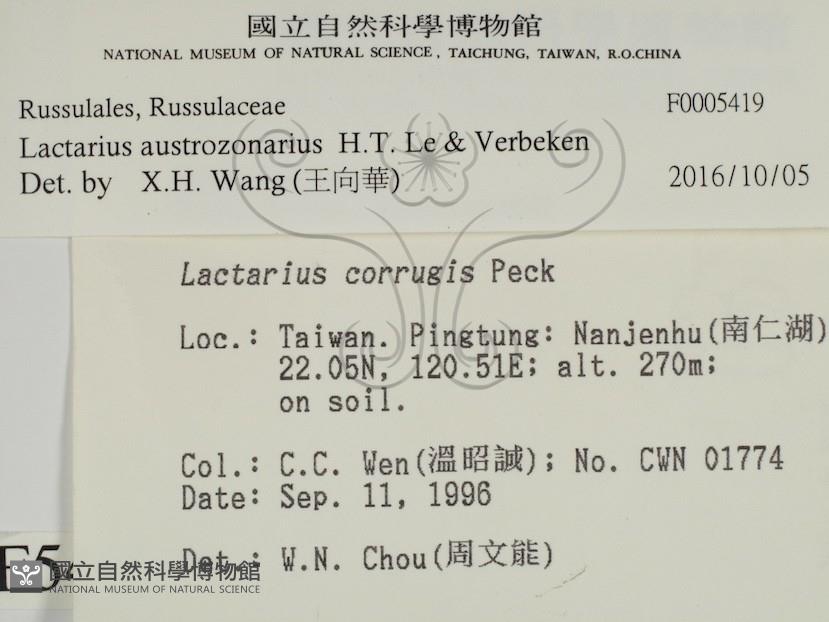 國立自然科學博物館
NATIONAL MUSEUM OF NATURAL SCIENCE, TAICHUNG, TAIWAN, R.O.CHINA
Russulales, Russulaceae F0005419
Lactarius austrozonarius H.T. Le & Verbeken
Det. by X.H. Wang (王向華) 2016/10/05
Lactarius corrugis Peck
Loc.: Taiwan. Pingtung: Nanjenhu(南仁湖)
22.05N, 120.51E; alt. 270m;
on soil.
Col.: C.C. Wen(溫昭誠); No. CWN 01774
Date: Sep. 11, 1996
Det.: W.N. Chou(周文能)
F5
國立自然科學博物館
NATIONAL MUSEUM OF NATURAL SCIENCE